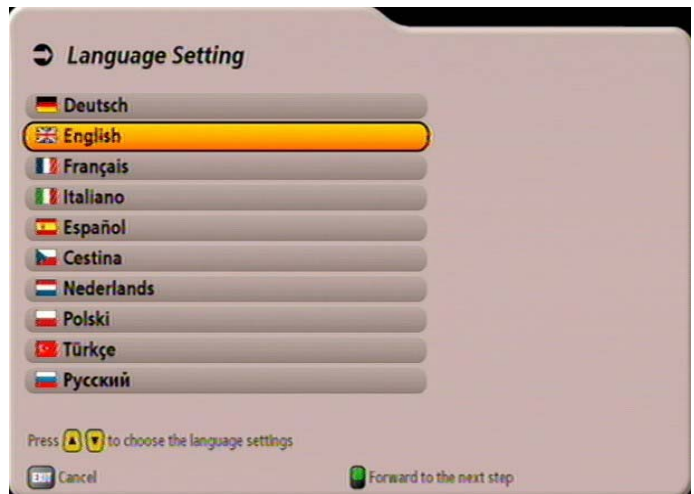 Language Setting
Deutsch
English
Français
Italiano
Español
Cestina
Nederlands
Polski
Türkçe
Русский
Press ▲ ▼ to choose the language settings
EXIT Cancel
Forward to the next step